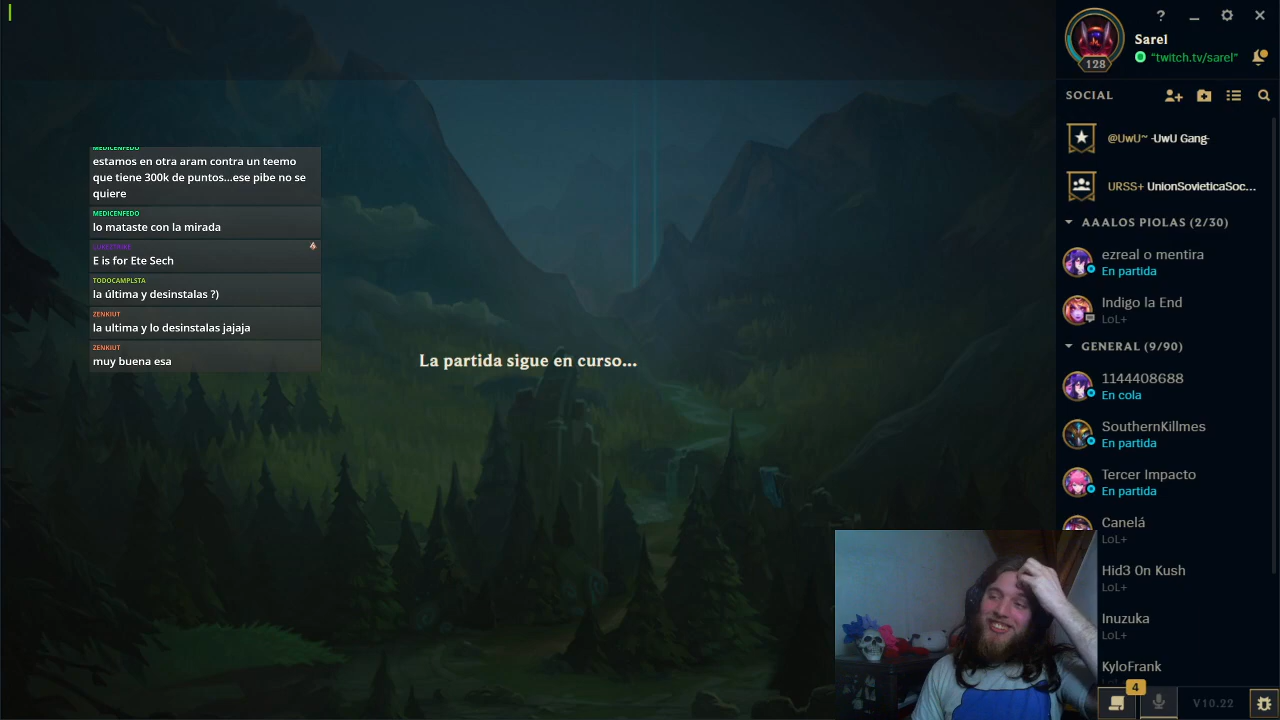 ?
Sarel
"twitch.tv/sarel"
128
SOCIAL
@UwU~ -UwU Gang-
URSS+ UnionSovieticaSoc...
AAALOS PIOLAS (2/30)
ezreal o mentira
En partida
Indigo la End
LoL+
GENERAL (9/90)
1144408688
En cola
SouthernKillmes
En partida
Tercer Impacto
En partida
Canelá
LoL+
Hid3 0n Kush
LoL+
Inuzuka
LoL+
KyloFrank
4
V10.22
MEDICENFEDO
estamos en otra aram contra un teemo
que tiene 300k de puntos...ese pibe no se
quiere
MEDICENFEDO
lo mataste con la mirada
E is for Ete Sech
TODOCAMPLSTA
la última y desinstalas ?)
ZENKIUT
la ultima y lo desinstalas jajaja
ZENKIUT
muy buena esa
La partida sigue en curso...